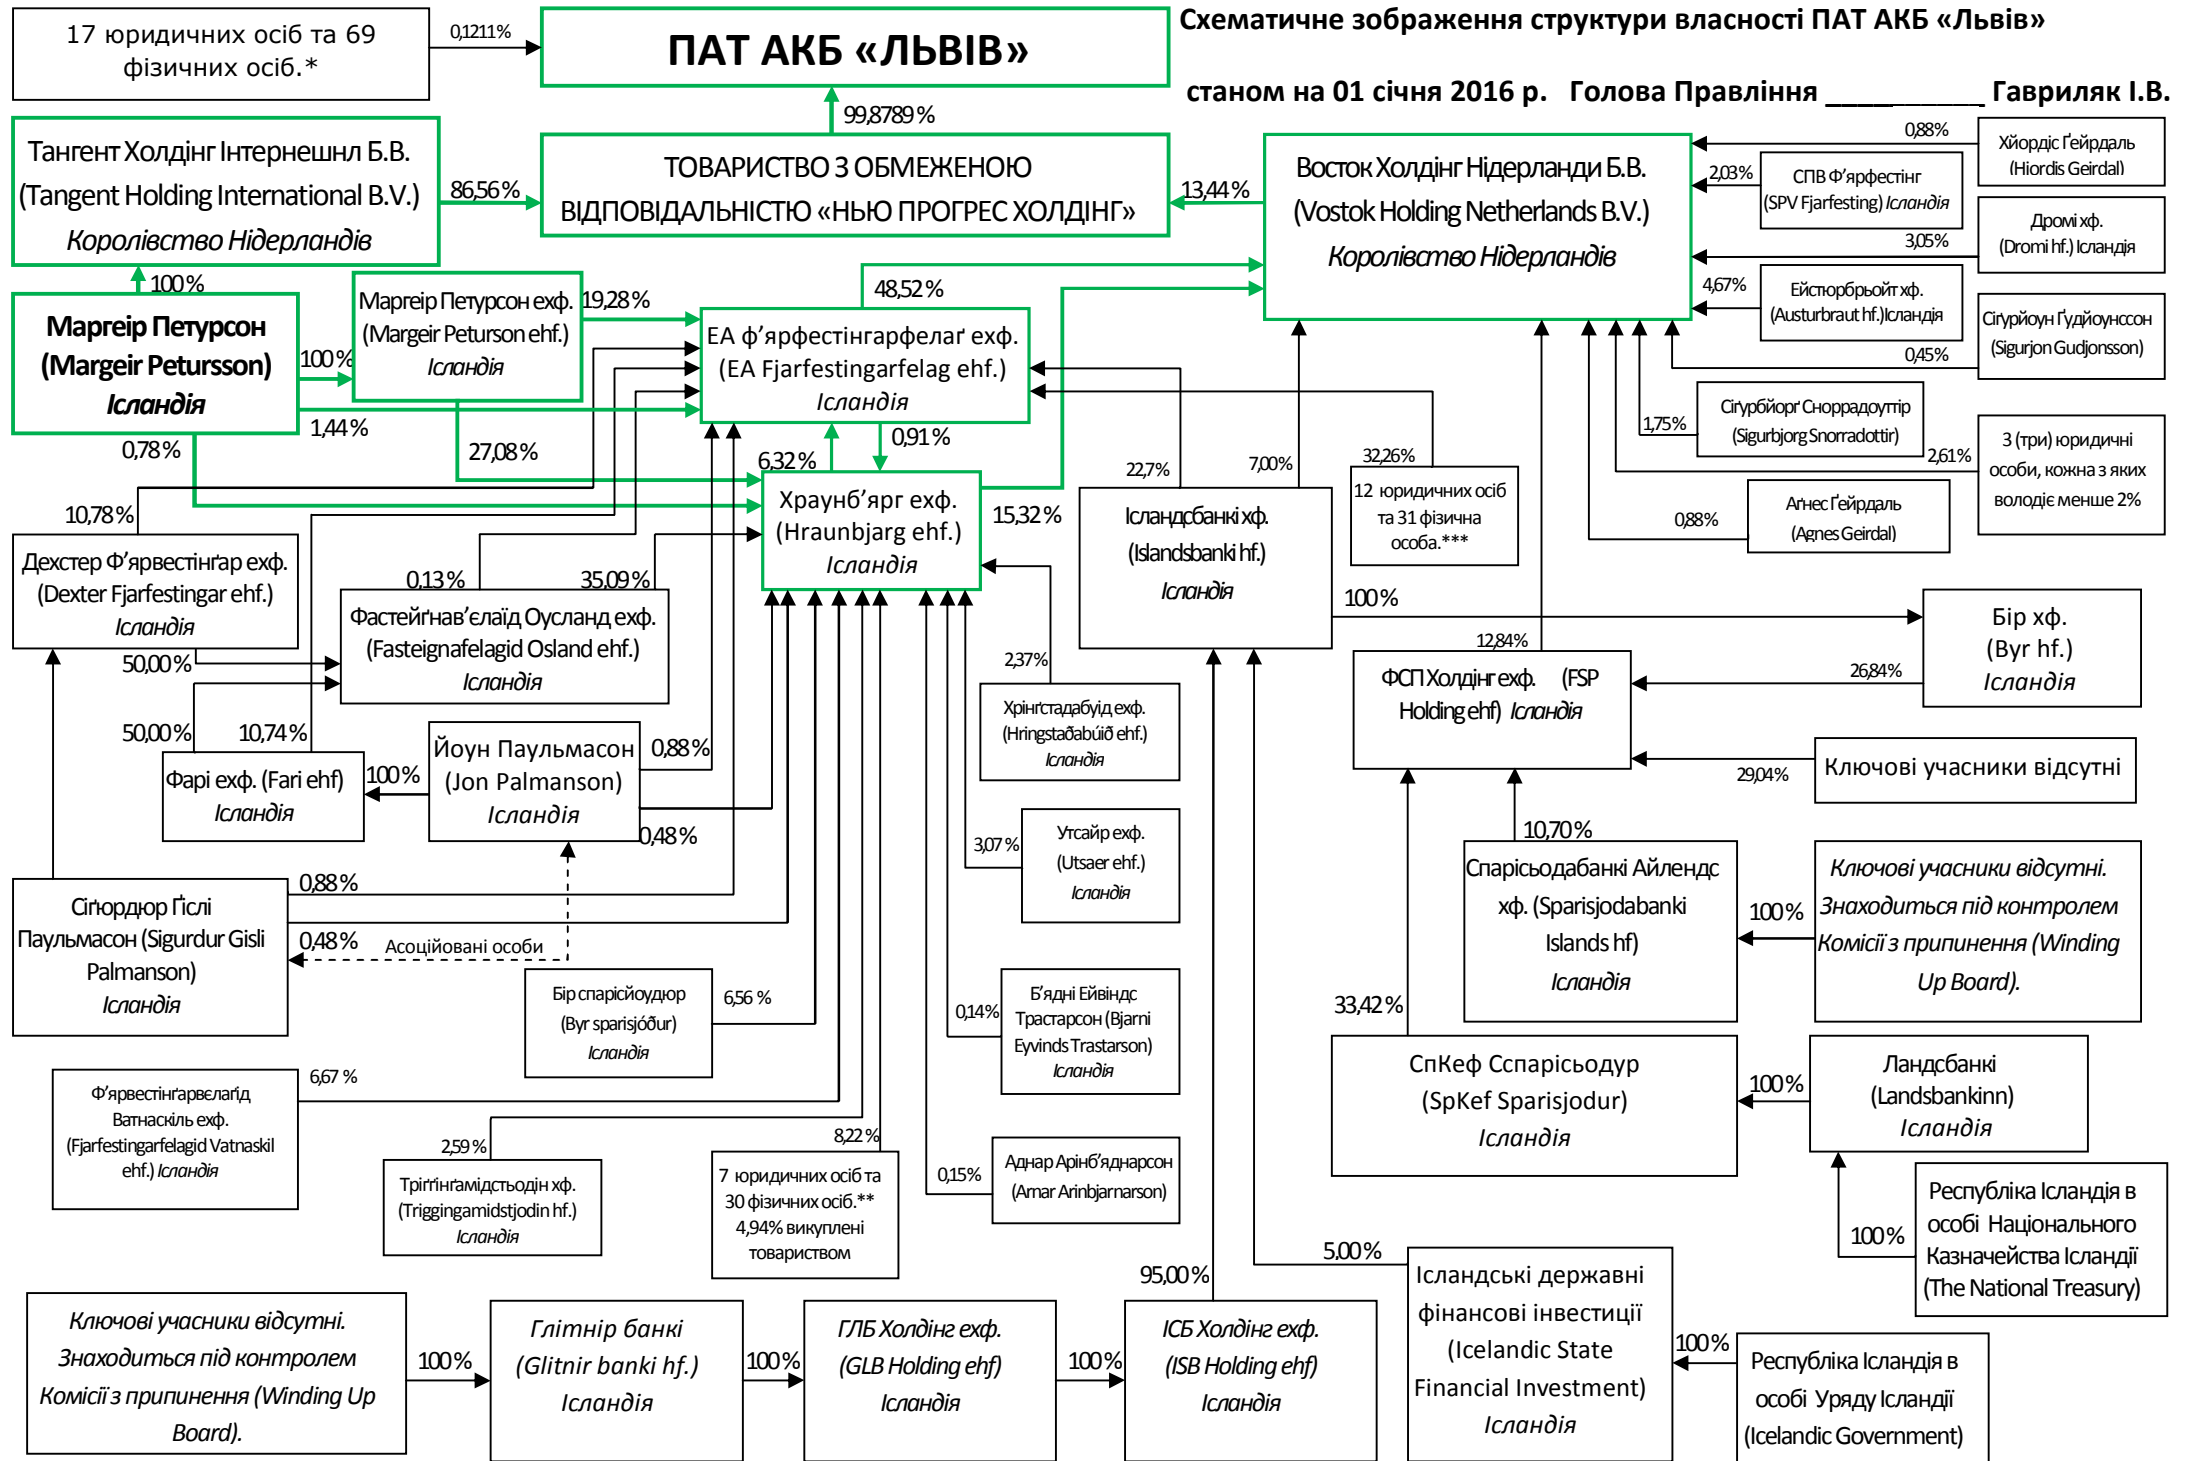 Схематичне зображення структури власності ПАТ АКБ «Львів»
станом на 01 січня 2016 р. Голова Правління ____________ Гавриляк І.В.
17 юридичних осіб та 69
фізичних осіб.*
0,1211%
ПАТ АКБ «ЛЬВІВ»
99,8789%
Тангент Холдінг Інтернешнл Б.В.
(Tangent Holding International B.V.)
Королівство Нідерландів
86,56%
ТОВАРИСТВО З ОБМЕЖЕНОЮ
ВІДПОВІДАЛЬНІСТЮ «НЬЮ ПРОГРЕС ХОЛДІНГ»
13,44%
Восток Холдінг Нідерланди Б.В.
(Vostok Holding Netherlands B.V.)
Королівство Нідерландів
0,88%
Хйордіс Ґейрдаль
(Hiordis Geirdal)
2,03%
СПВ Ф’ярфестінг
(SPV Fjarfesting) Ісландія
3,05%
Дромі хф.
(Dromi hf.) Ісландія
4,67%
Ейстюрбрьойт хф.
(Austurbraut hf.)Ісландія
0,45%
Сіґурйоун Ґудйоунссон
(Sigurjon Gudjonsson)
1,75%
Сіґурбйорґ Сноррадоуттір
(Sigurbjorg Snorradottir)
2,61%
3 (три) юридичні
особи, кожна з яких
володіє менше 2%
0,88%
Аґнес Ґейрдаль
(Agnes Geirdal)
100%
Маргеір Петурсон
(Margeir Petursson)
Ісландія
100%
Маргеір Петурсон ехф.
(Margeir Peturson ehf.)
Ісландія
19,28%
48,52%
ЕА ф’ярфестінгарфелаґ ехф.
(EA Fjarfestingarfelag ehf.)
Ісландія
1,44%
0,78%
27,08%
6,32%
0,91%
Храунб’ярг ехф.
(Hraunbjarg ehf.)
Ісландія
15,32%
22,7%
7,00%
Ісландсбанкі хф.
(Islandsbanki hf.)
Ісландія
32,26%
12 юридичних осіб
та 31 фізична
особа.***
10,78%
Дехстер Ф’ярвестінґар ехф.
(Dexter Fjarfestingar ehf.)
Ісландія
0,13%
35,09%
Фастейґнав’єлаїд Оусланд ехф.
(Fasteignafelagid Osland ehf.)
Ісландія
50,00%
50,00%
10,74%
Фарі ехф. (Fari ehf)
Ісландія
100%
Йоун Паульмасон
(Jon Palmanson)
Ісландія
0,88%
0,48%
2,37%
Хрінґстадабуід ехф.
(Hringstaðabúið ehf.)
Ісландія
3,07 %
Утсайр ехф.
(Utsaer ehf.)
Ісландія
100%
Бір хф.
(Byr hf.)
Ісландія
12,84%
ФСП Холдінг ехф. (FSP
Holding ehf) Ісландія
26,84%
29,04%
Ключові учасники відсутні
10,70%
Спарісьодабанкі Айлендс
хф. (Sparisjodabanki
Islands hf)
Ісландія
100%
Ключові учасники відсутні.
Знаходиться під контролем
Комісії з припинення (Winding
Up Board).
Сіґюрдюр Ґіслі
Паульмасон (Sigurdur Gisli
Palmanson)
Ісландія
0,88%
0,48%
Асоційовані особи
Бір спарісйоудюр
(Byr sparisjóður)
Ісландія
6,56 %
0,14%
Б’ядні Ейвіндс
Трастарсон (Bjarni
Eyvinds Trastarson)
Ісландія
33,42%
СпКеф Сспарісьодур
(SpKef Sparisjodur)
Ісландія
100%
Ландсбанкі
(Landsbankinn)
Ісландія
Ф’ярвестінґарвєлаґід
Ватнаскіль ехф.
(Fjarfestingarfelagid Vatnaskil
ehf.) Ісландія
6,67 %
2,59 %
Тріґґінґамідстьодін хф.
(Triggingamidstjodin hf.)
Ісландія
8,22%
7 юридичних осіб та
30 фізичних осіб.**
4,94% викуплені
товариством
0,15%
Аднар Арінб’яднарсон
(Arnar Arinbjarnarson)
100%
Республіка Ісландія в
особі Національного
Казначейства Ісландії
(The National Treasury)
Ключові учасники відсутні.
Знаходиться під контролем
Комісії з припинення (Winding Up
Board).
100%
Глітнір банкі
(Glitnir banki hf.)
Ісландія
100%
ГЛБ Холдінг ехф.
(GLB Holding ehf)
Ісландія
100%
95,00%
ІСБ Холдінг ехф.
(ISB Holding ehf)
Ісландія
5,00%
Ісландські державні
фінансові інвестиції
(Icelandic State
Financial Investment)
Ісландія
100%
Республіка Ісландія в
особі Уряду Ісландії
(Icelandic Government)